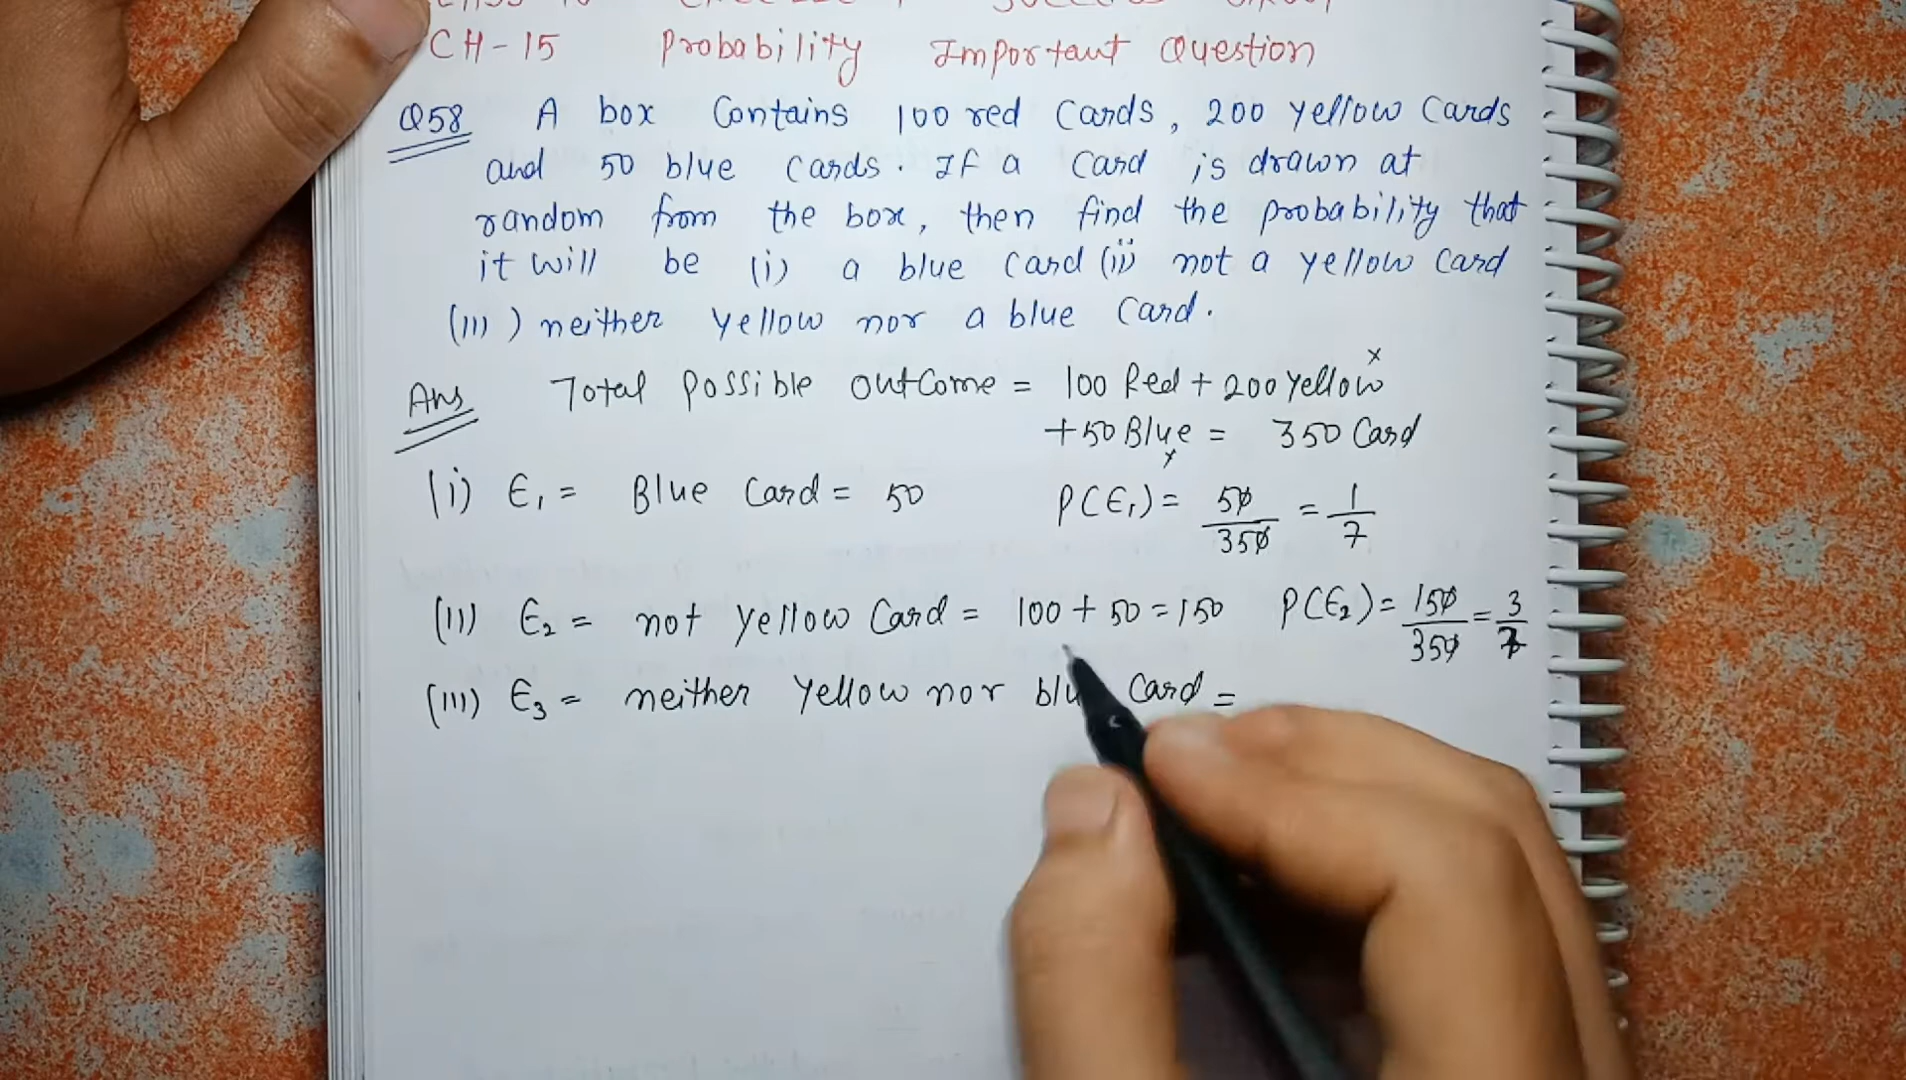 CH-15 Probability Important Question
Q58 A box Contains 100 red Cards, 200 yellow Cards
and 50 blue cards. If a card is drawn at
random from the box, then find the probability that
it will be (i) a blue card (ii) not a yellow card
(iii) neither yellow nor a blue card.
Ans Total possible outcome = 100 Red + 200 yellow
+50 Blue = 350 Card
(i) E₁ = Blue Card = 50 P(E₁) = 50/350 = 1/7
(ii) E₂ = not yellow Card = 100 + 50 = 150 P(E₂) = 150/350 = 3/7
(iii) E₃ = neither yellow nor blu Card =